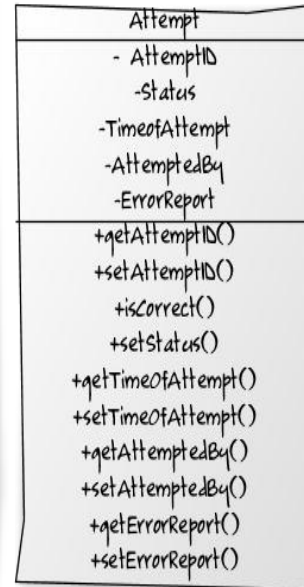 Attempt
- AttemptID
-Status
-TimeofAttempt
-AttemptedBy
-ErrorReport
+getAttemptID()
+setAttemptID()
+isCorrect()
+setStatus()
+getTimeOfAttempt()
+setTimeOfAttempt()
+getAttemptedBy()
+setAttemptedBy()
+getErrorReport()
+setErrorReport()